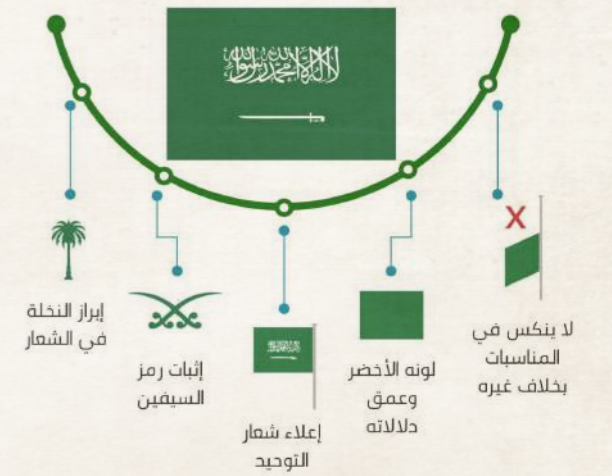 لا إله إلا الله محمد رسول الله
لا ينكس في
المناسبات
بخلاف غيره
لونه الأخضر
وعمق
دلالاته
إعلاء شعار
التوحيد
إثبات رمز
السيفين
إبراز النخلة
في الشعار
X